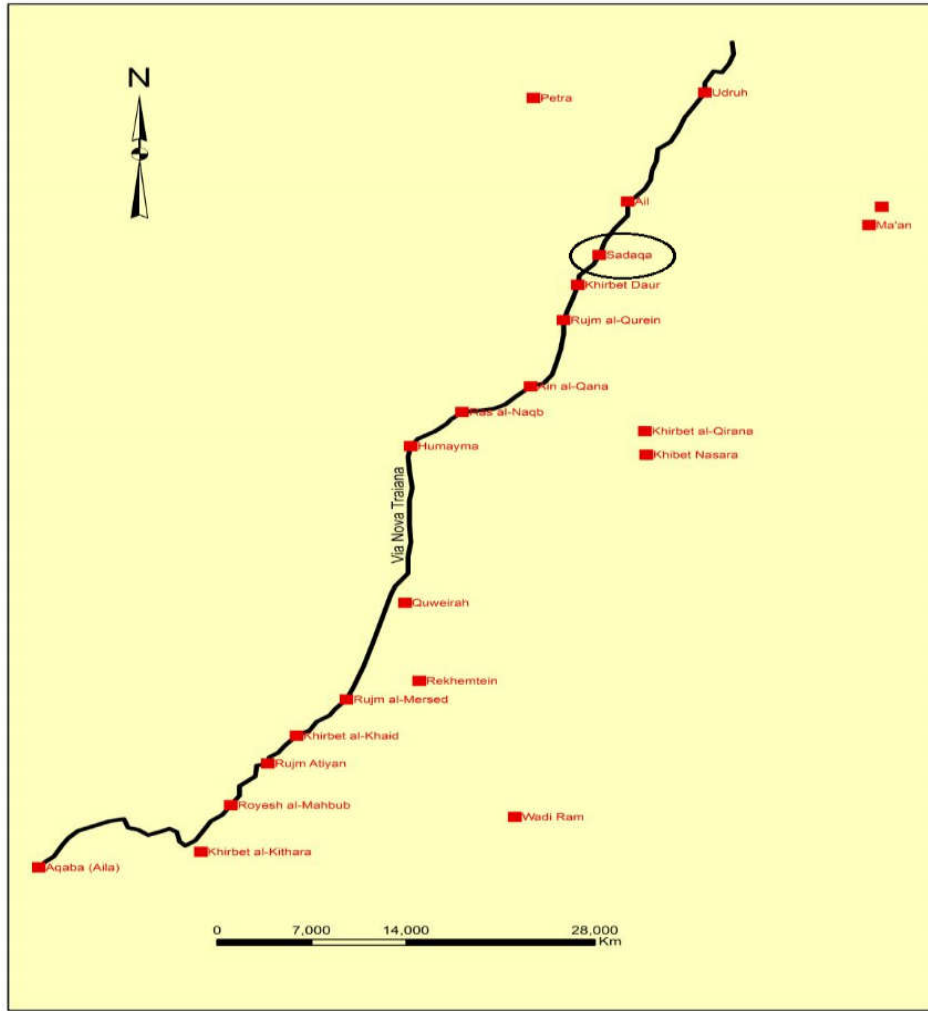 N
Petra
Udruh
Ail
Ma'an
Sadaqa
Khirbet Daur
Rujm al-Qurein
Ain al-Qana
Ras al-Naqb
Khirbet al-Qirana
Humayma
Khibet Nasara
Via Nova Traiana
Quweirah
Rekhemtein
Rujm al-Mersed
Khirbet al-Khaid
Rujm Atiyan
Royesh al-Mahbub
Wadi Ram
Khirbet al-Kithara
Aqaba (Aila)
0 7,000 14,000 28,000
Km